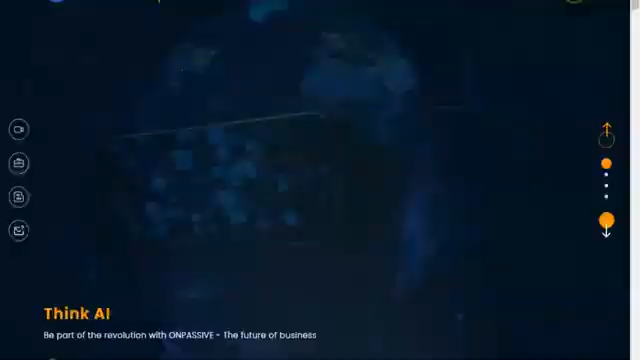 Think AI
Be part of the revolution with ONPASSIVE - The future of business